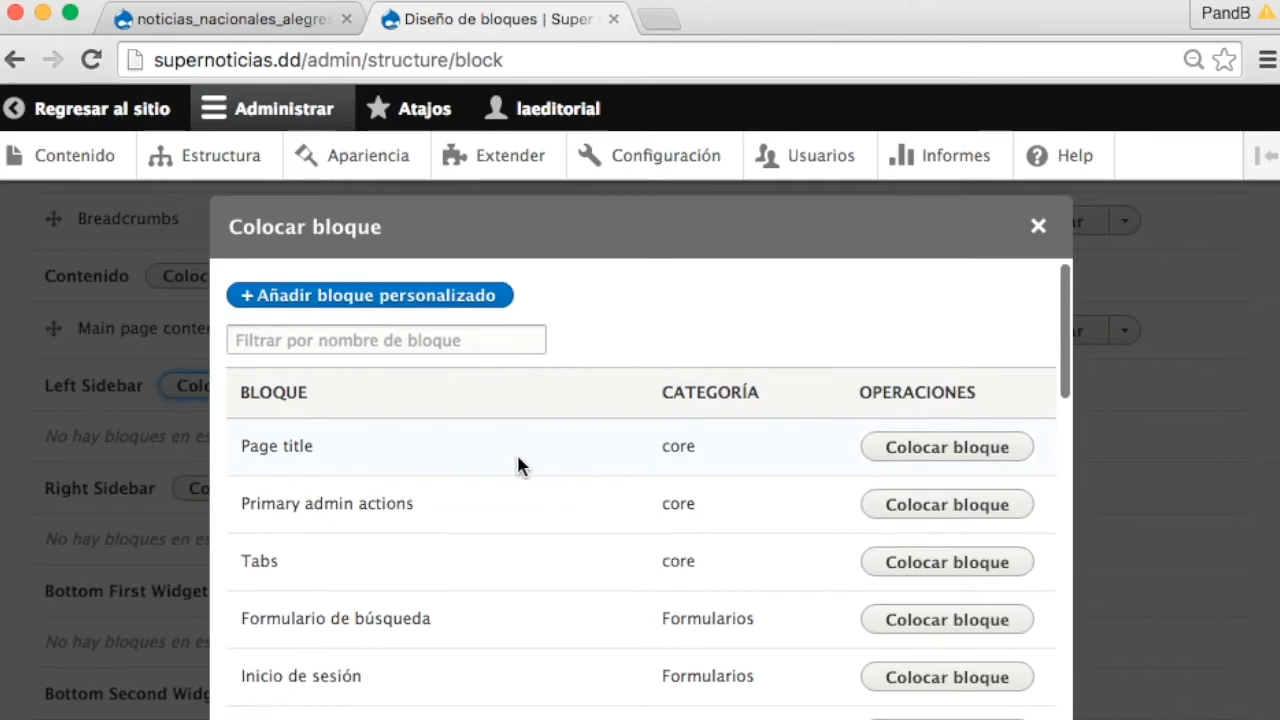 noticias_nacionales_alegres
Diseño de bloques | Super
PandB
supernoticias.dd/admin/structure/block
Regresar al sitio Administrar Atajos laeditorial
Contenido Estructura Apariencia Extender Configuración Usuarios Informes Help
Breadcrumbs
Colocar bloque
Contenido
+ Añadir bloque personalizado
Main page conte
Filtrar por nombre de bloque
Left Sidebar
BLOQUE CATEGORÍA OPERACIONES
No hay bloques en es
Page title core Colocar bloque
Right Sidebar
Primary admin actions core Colocar bloque
No hay bloques en es
Tabs core Colocar bloque
Bottom First Widget
Formulario de búsqueda Formularios Colocar bloque
No hay bloques en es
Inicio de sesión Formularios Colocar bloque
Bottom Second Widg